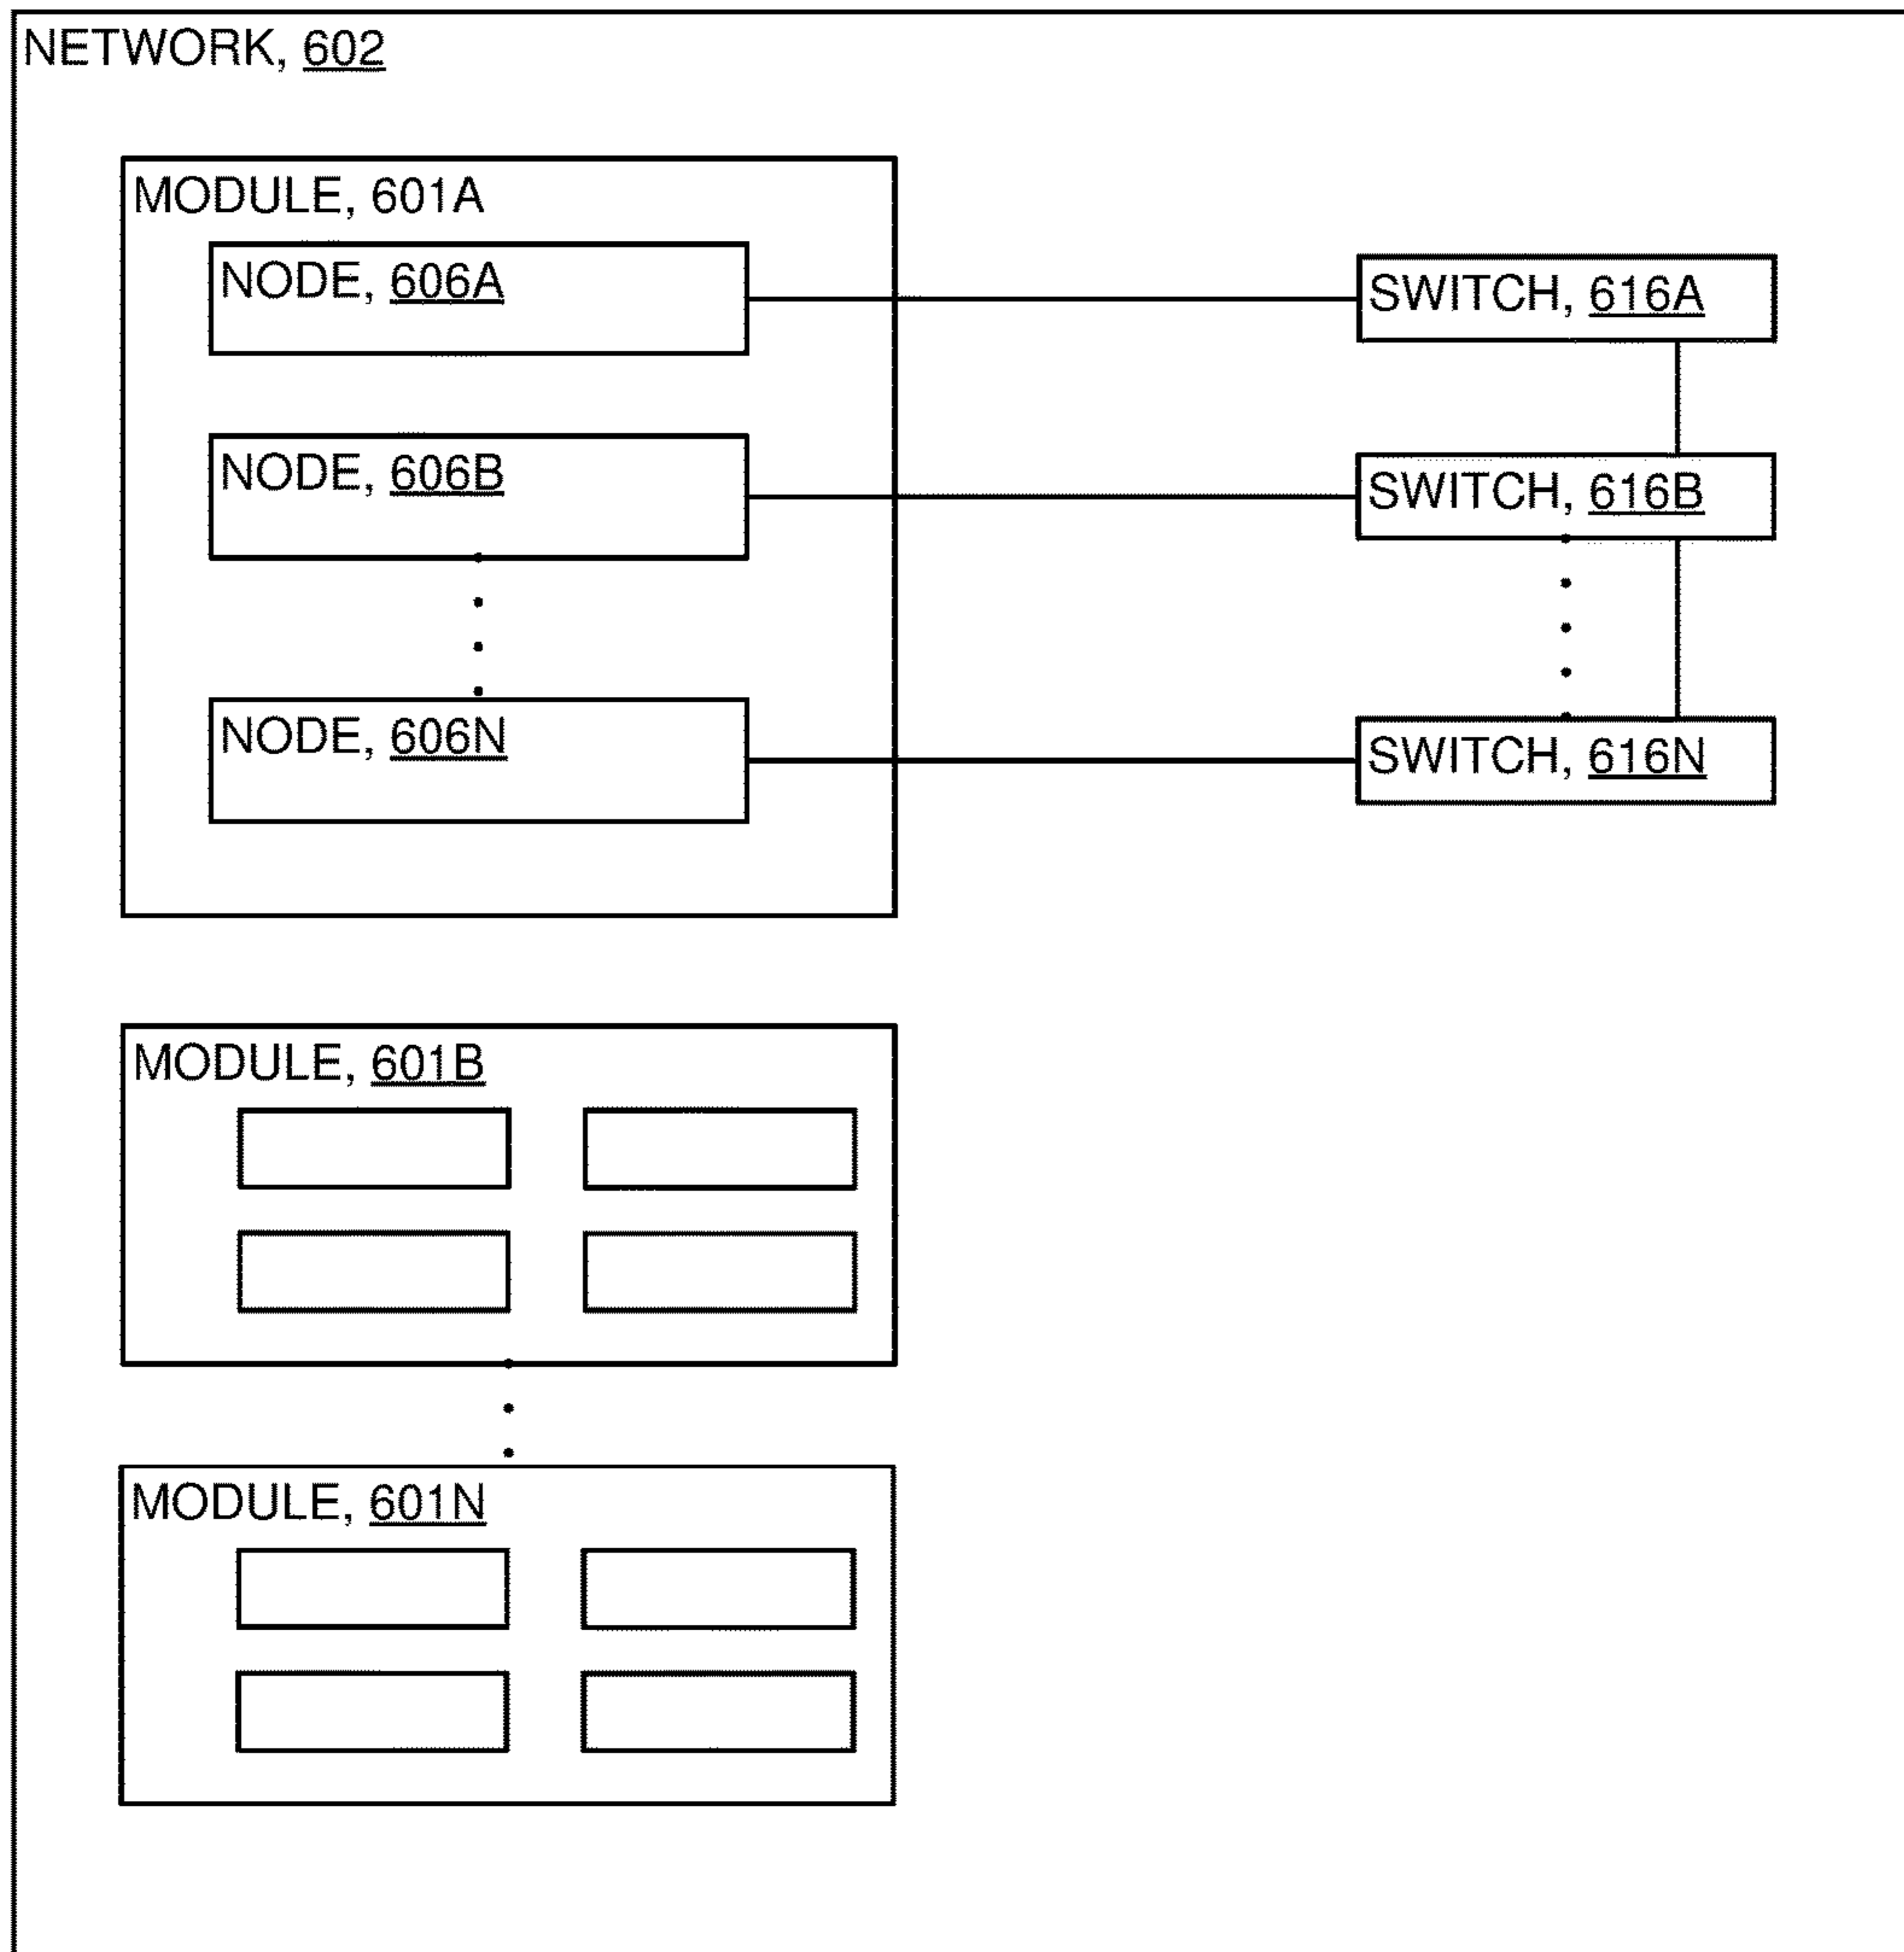 NETWORK, 602
MODULE, 601A
NODE, 606A
SWITCH, 616A
NODE, 606B
SWITCH, 616B
NODE, 606N
SWITCH, 616N
MODULE, 601B
MODULE, 601N